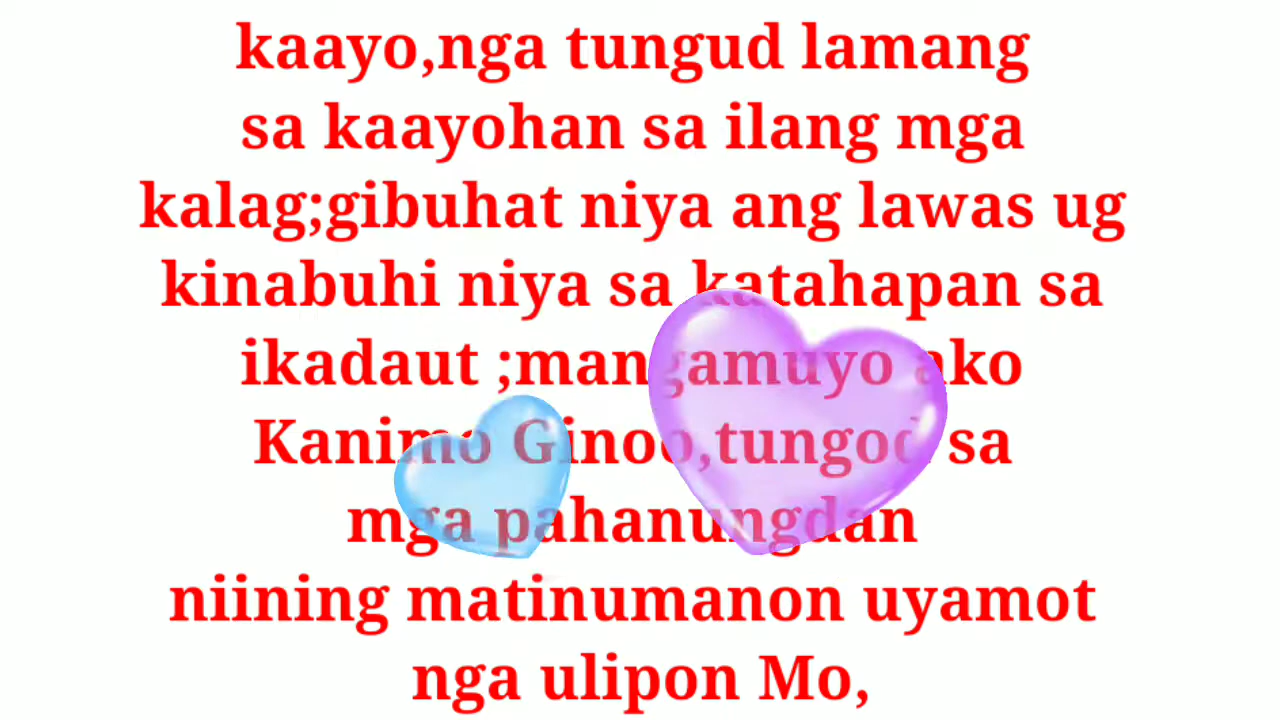 kaayo,nga tungud lamang
sa kaayohan sa ilang mga
kalag;gibuhat niya ang lawas ug
kinabuhi niya sa katahapan sa
ikadaut ;mangamuyo ako
Kanimo Ginoo,tungod sa
mga pahanungdan
niining matinumanon uyamot
nga ulipon Mo,